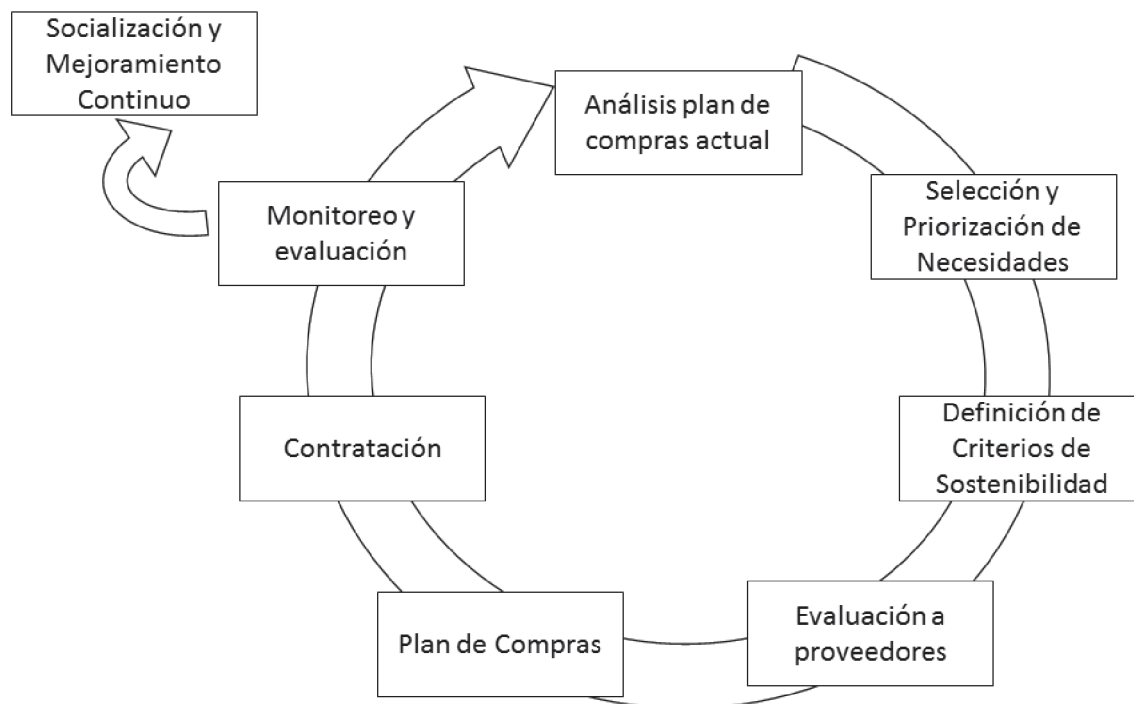 Socialización y
Mejoramiento
Continuo
Análisis plan de
compras actual
Selección y
Priorización de
Necesidades
Definición de
Criterios de
Sostenibilidad
Evaluación a
proveedores
Plan de Compras
Contratación
Monitoreo y
evaluación